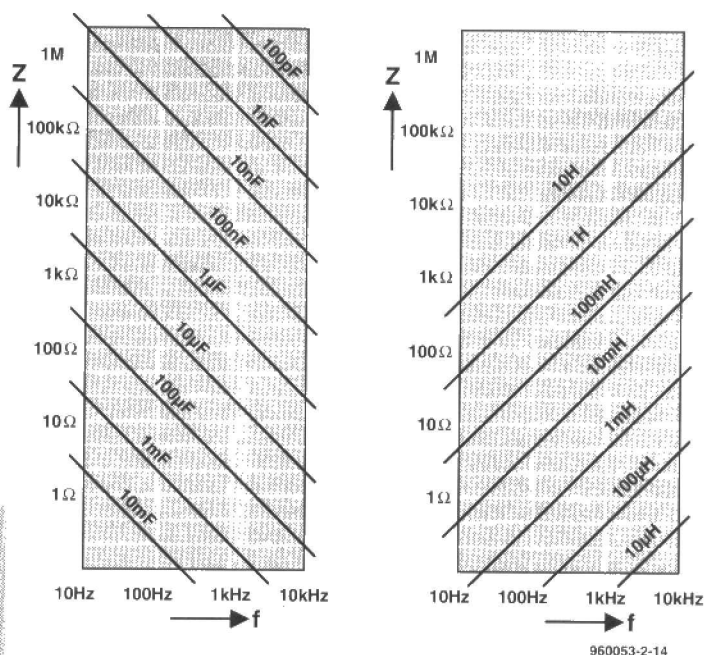 Z
1M
100kΩ
10kΩ
1kΩ
100Ω
10Ω
1Ω
100pF
1nF
10nF
100nF
1µF
10µF
100µF
1mF
10mF
10Hz 100Hz 1kHz 10kHz
f
Z
1M
100kΩ
10kΩ
1kΩ
100Ω
10Ω
1Ω
10H
1H
100mH
10mH
1mH
100µH
10µH
10Hz 100Hz 1kHz 10kHz
f
960053-2-14